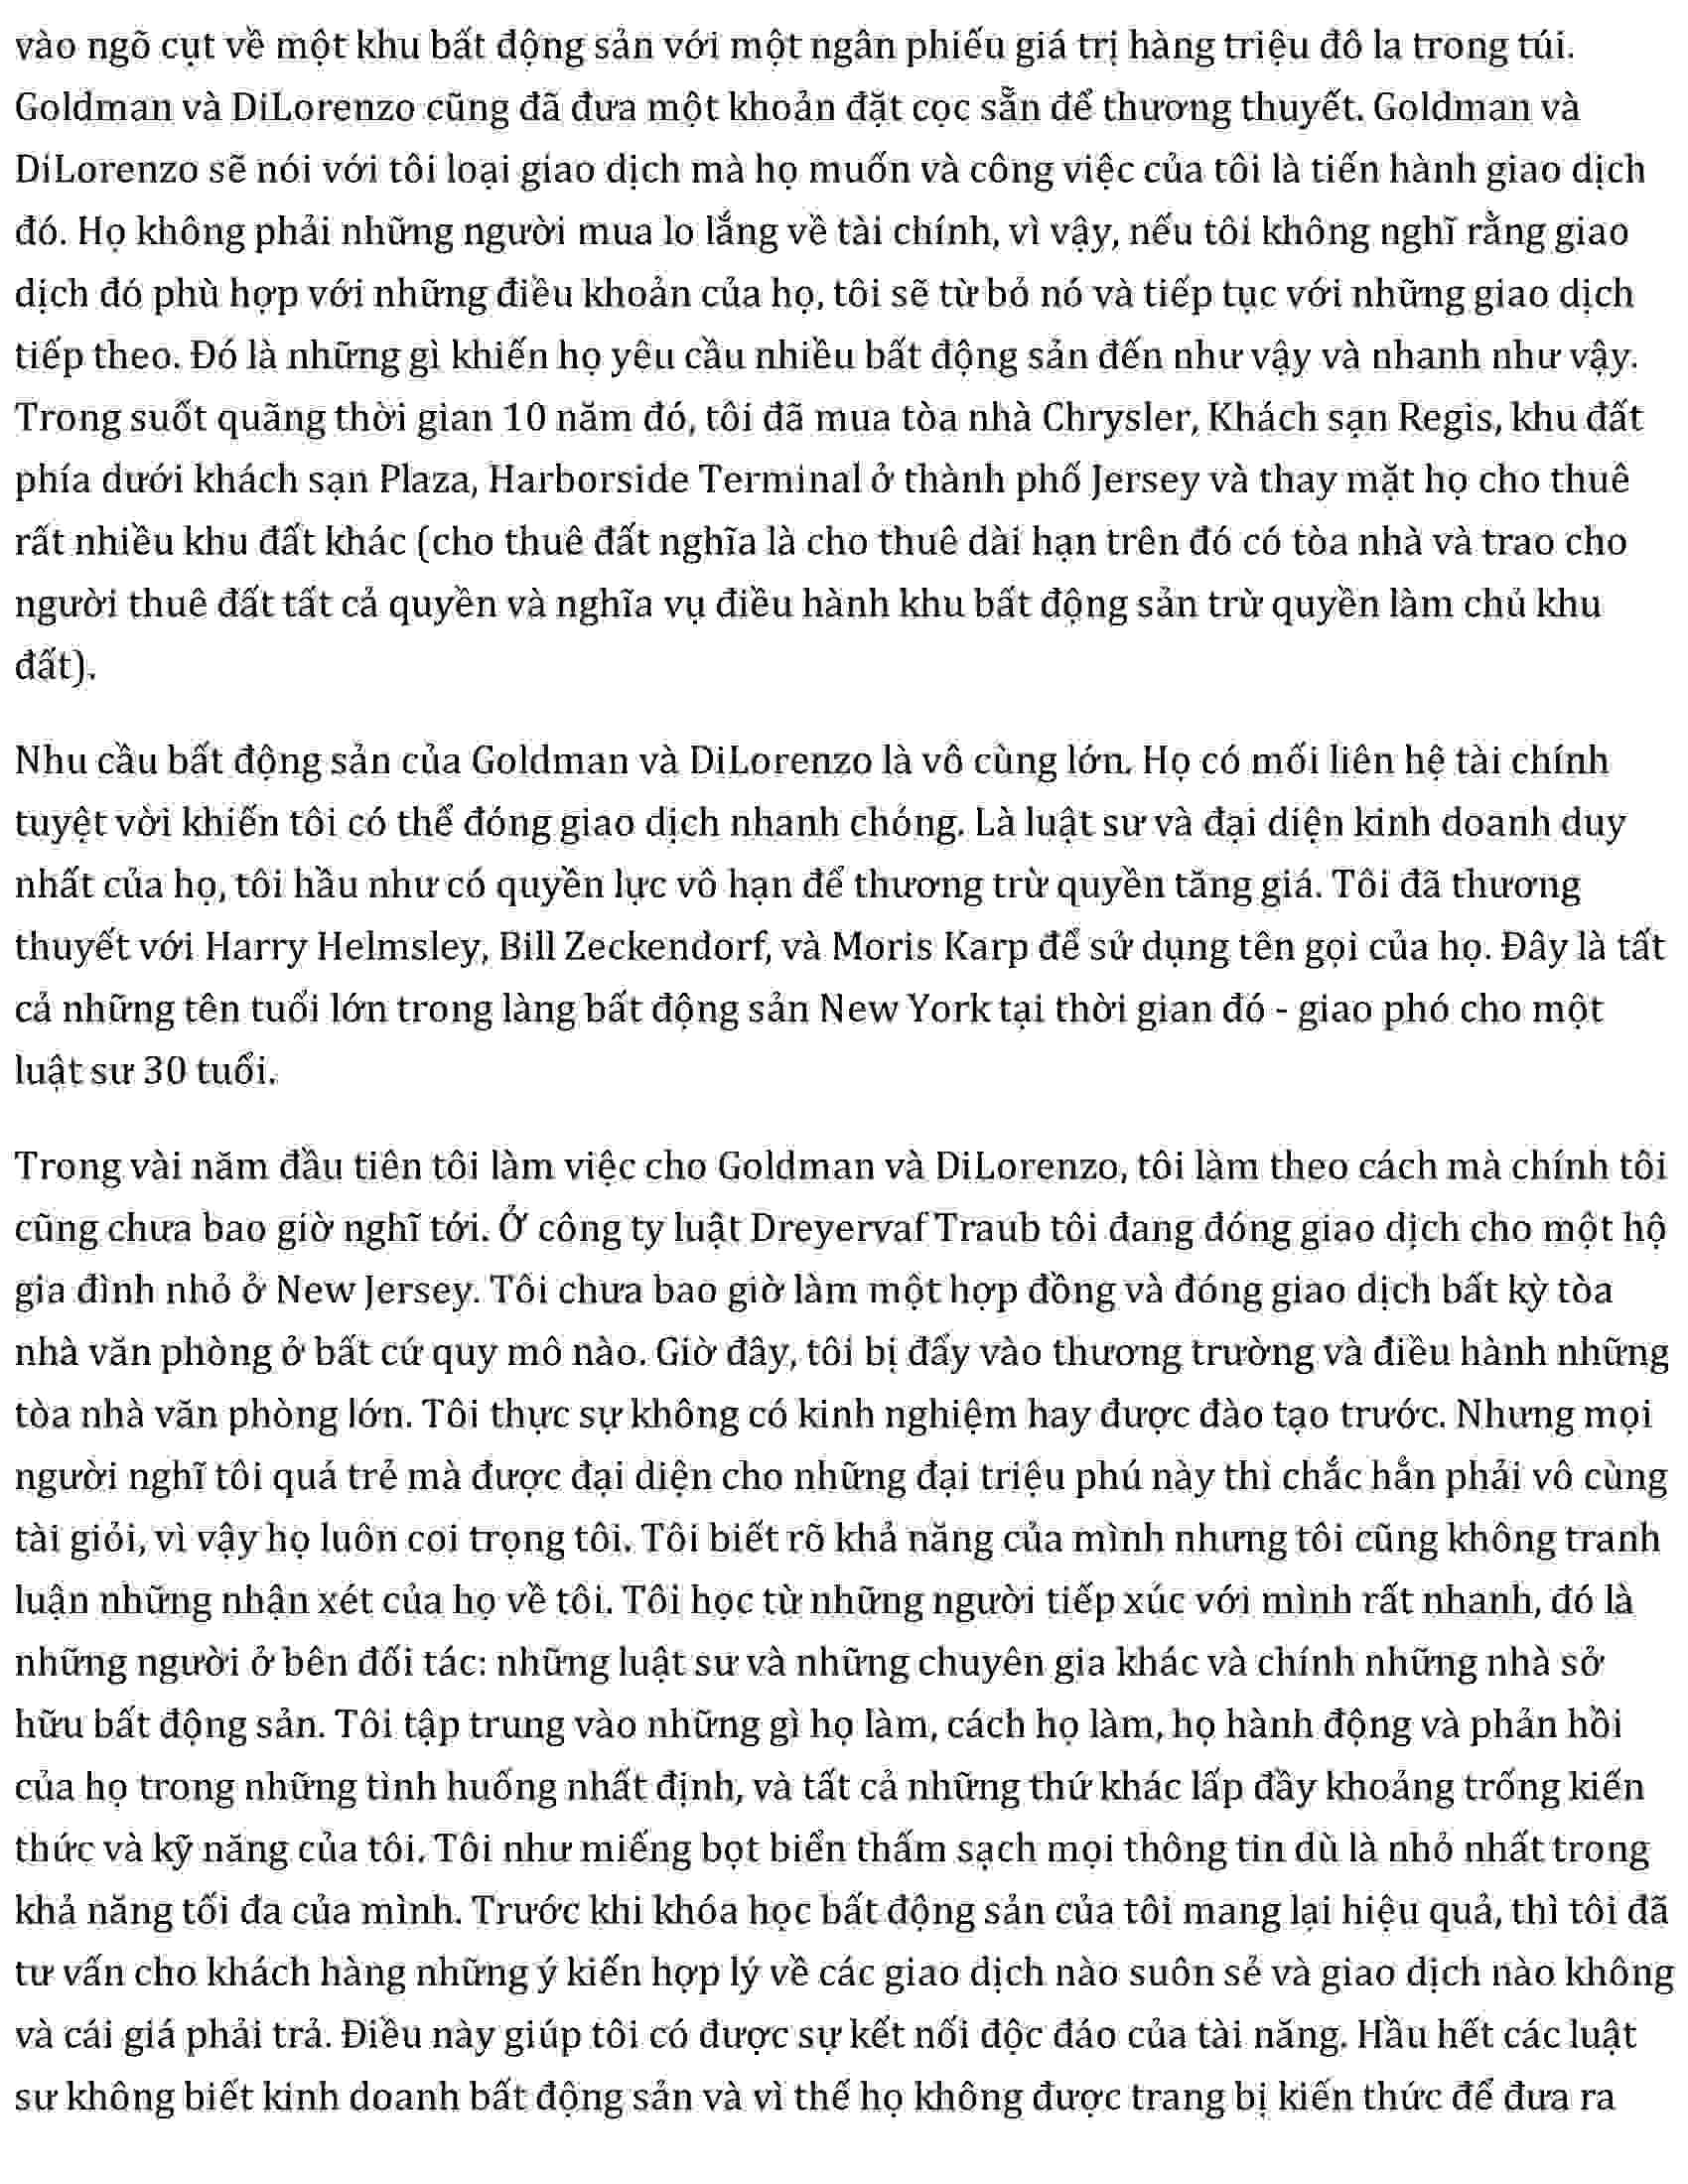 vào ngõ cụt về một khu bất động sản với một ngân phiếu giá trị hàng triệu đô la trong túi.
Goldman và DiLorenzo cũng đã đưa một khoản đặt cọc sẵn để thương thuyết. Goldman và
DiLorenzo sẽ nói với tôi loại giao dịch mà họ muốn và công việc của tôi là tiến hành giao dịch
đó. Họ không phải những người mua lo lắng về tài chính, vì vậy, nếu tôi không nghĩ rằng giao
dịch đó phù hợp với những điều khoản của họ, tôi sẽ từ bỏ nó và tiếp tục với những giao dịch
tiếp theo. Đó là những gì khiến họ yêu cầu nhiều bất động sản đến như vậy và nhanh như vậy.
Trong suốt quãng thời gian 10 năm đó, tôi đã mua tòa nhà Chrysler, Khách sạn Regis, khu đất
phía dưới khách sạn Plaza, Harborside Terminal ở thành phố Jersey và thay mặt họ cho thuê
rất nhiều khu đất khác (cho thuê đất nghĩa là cho thuê dài hạn trên đó có tòa nhà và trao cho
người thuê đất tất cả quyền và nghĩa vụ điều hành khu bất động sản trừ quyền làm chủ khu
đất).
Nhu cầu bất động sản của Goldman và DiLorenzo là vô cùng lớn. Họ có mối liên hệ tài chính
tuyệt vời khiến tôi có thể đóng giao dịch nhanh chóng. Là luật sư và đại diện kinh doanh duy
nhất của họ, tôi hầu như có quyền lực vô hạn để thương trừ quyền tăng giá. Tôi đã thương
thuyết với Harry Helmsley, Bill Zeckendorf, và Moris Karp để sử dụng tên gọi của họ. Đây là tất
cả những tên tuổi lớn trong làng bất động sản New York tại thời gian đó - giao phó cho một
luật sư 30 tuổi.
Trong vài năm đầu tiên tôi làm việc cho Goldman và DiLorenzo, tôi làm theo cách mà chính tôi
cũng chưa bao giờ nghĩ tới. Ở công ty luật Dreyervaf Traub tôi đang đóng giao dịch cho một hộ
gia đình nhỏ ở New Jersey. Tôi chưa bao giờ làm một hợp đồng và đóng giao dịch bất kỳ tòa
nhà văn phòng ở bất cứ quy mô nào. Giờ đây, tôi bị đẩy vào thương trường và điều hành những
tòa nhà văn phòng lớn. Tôi thực sự không có kinh nghiệm hay được đào tạo trước. Nhưng mọi
người nghĩ tôi quá trẻ mà được đại diện cho những đại triệu phú này thì chắc hẳn phải vô cùng
tài giỏi, vì vậy họ luôn coi trọng tôi. Tôi biết rõ khả năng của mình nhưng tôi cũng không tranh
luận những nhận xét của họ về tôi. Tôi học từ những người tiếp xúc với mình rất nhanh, đó là
những người ở bên đối tác: những luật sư và những chuyên gia khác và chính những nhà sở
hữu bất động sản. Tôi tập trung vào những gì họ làm, cách họ làm, họ hành động và phản hồi
của họ trong những tình huống nhất định, và tất cả những thứ khác lấp đầy khoảng trống kiến
thức và kỹ năng của tôi. Tôi như miếng bọt biển thấm sạch mọi thông tin dù là nhỏ nhất trong
khả năng tối đa của mình. Trước khi khóa học bất động sản của tôi mang lại hiệu quả, thì tôi đã
tư vấn cho khách hàng những ý kiến hợp lý về các giao dịch nào suôn sẻ và giao dịch nào không
và cái giá phải trả. Điều này giúp tôi có được sự kết nối độc đáo của tài năng. Hầu hết các luật
sư không biết kinh doanh bất động sản và vì thế họ không được trang bị kiến thức để đưa ra